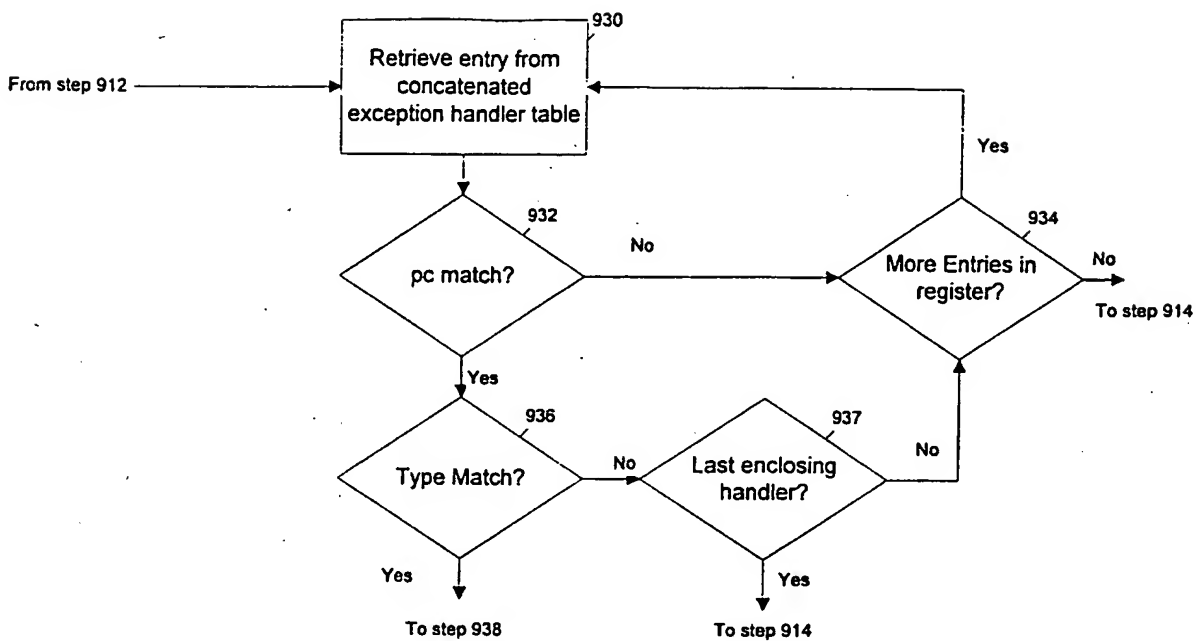 930
Retrieve entry from
concatenated
exception handler table
From step 912
Yes
932
pc match?
No
934
More Entries in
register?
No
To step 914
Yes
936
Type Match?
No
937
Last enclosing
handler?
No
Yes
To step 938
Yes
To step 914